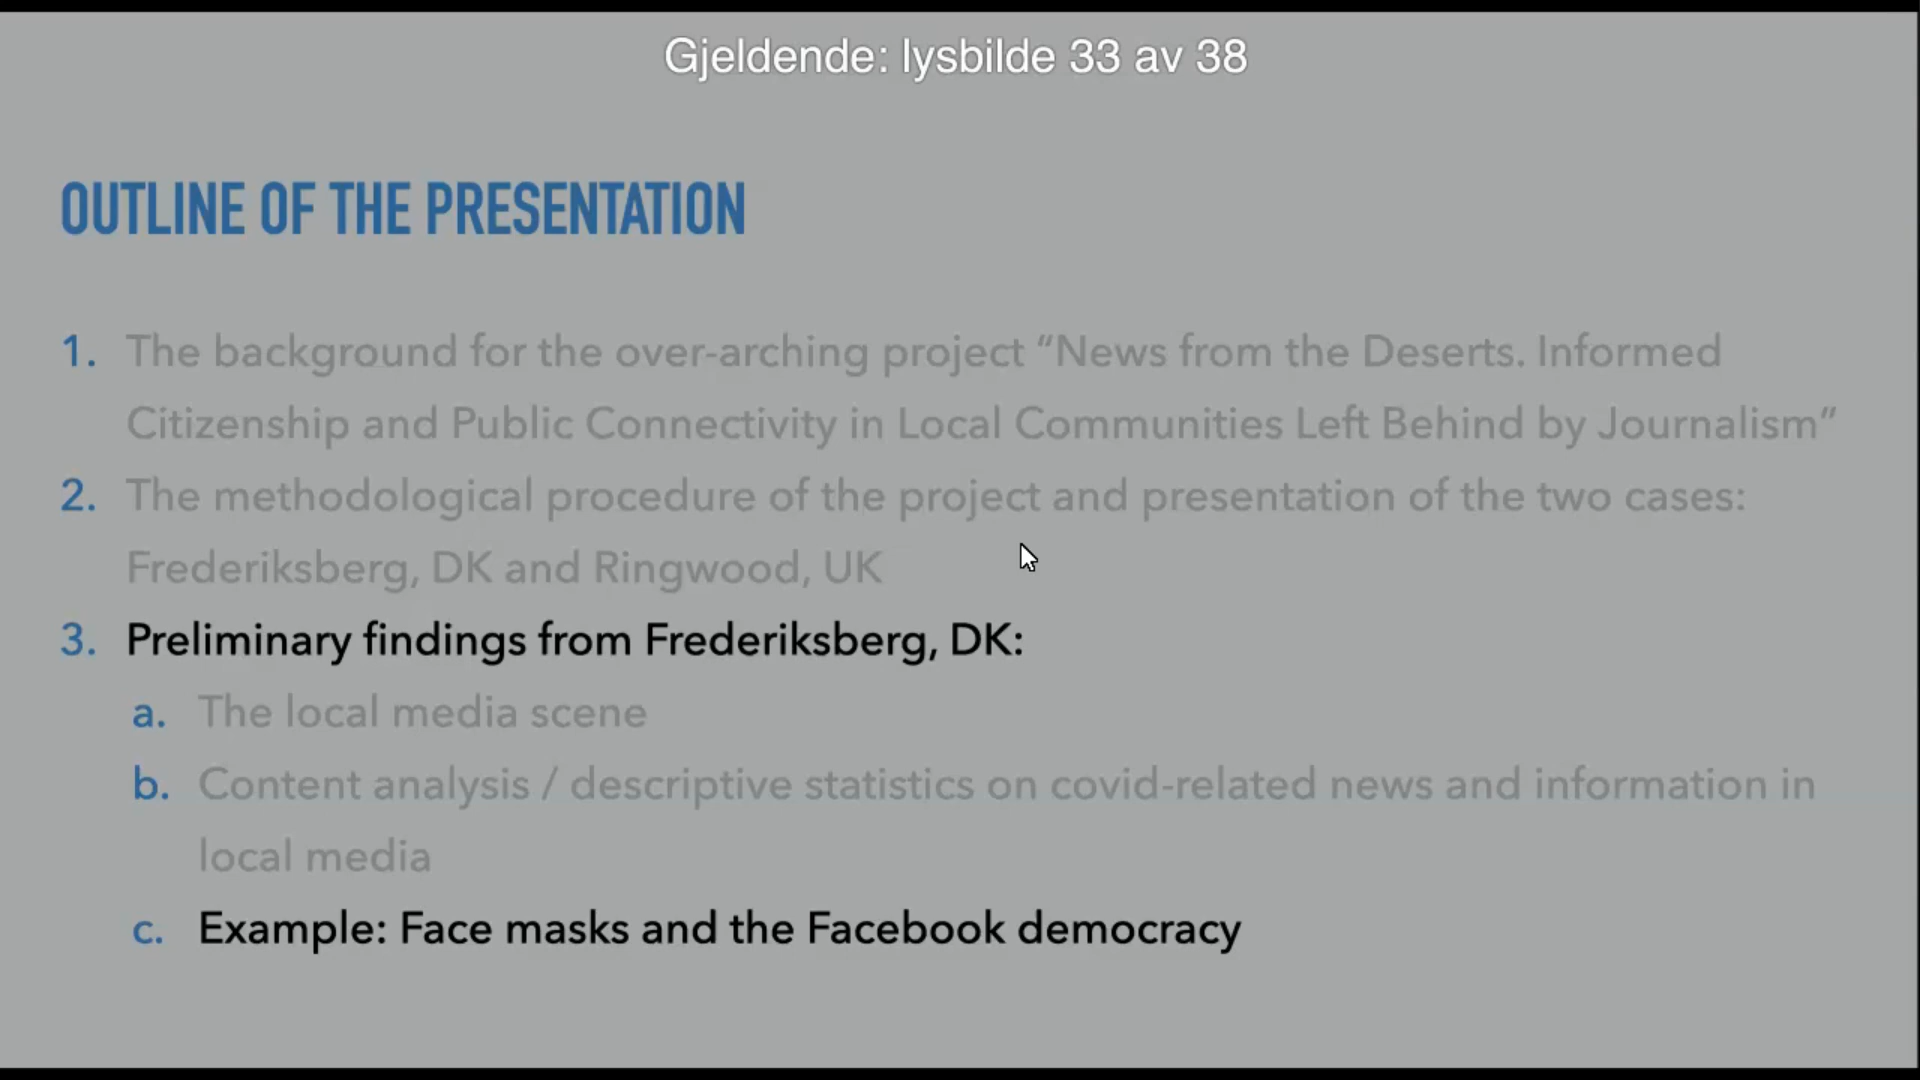 Gjeldende: lysbilde 33 av 38
OUTLINE OF THE PRESENTATION
1. The background for the over-arching project “News from the Deserts. Informed
Citizenship and Public Connectivity in Local Communities Left Behind by Journalism”
2. The methodological procedure of the project and presentation of the two cases:
Frederiksberg, DK and Ringwood, UK
3. Preliminary findings from Frederiksberg, DK:
a. The local media scene
b. Content analysis / descriptive statistics on covid-related news and information in
local media
c. Example: Face masks and the Facebook democracy